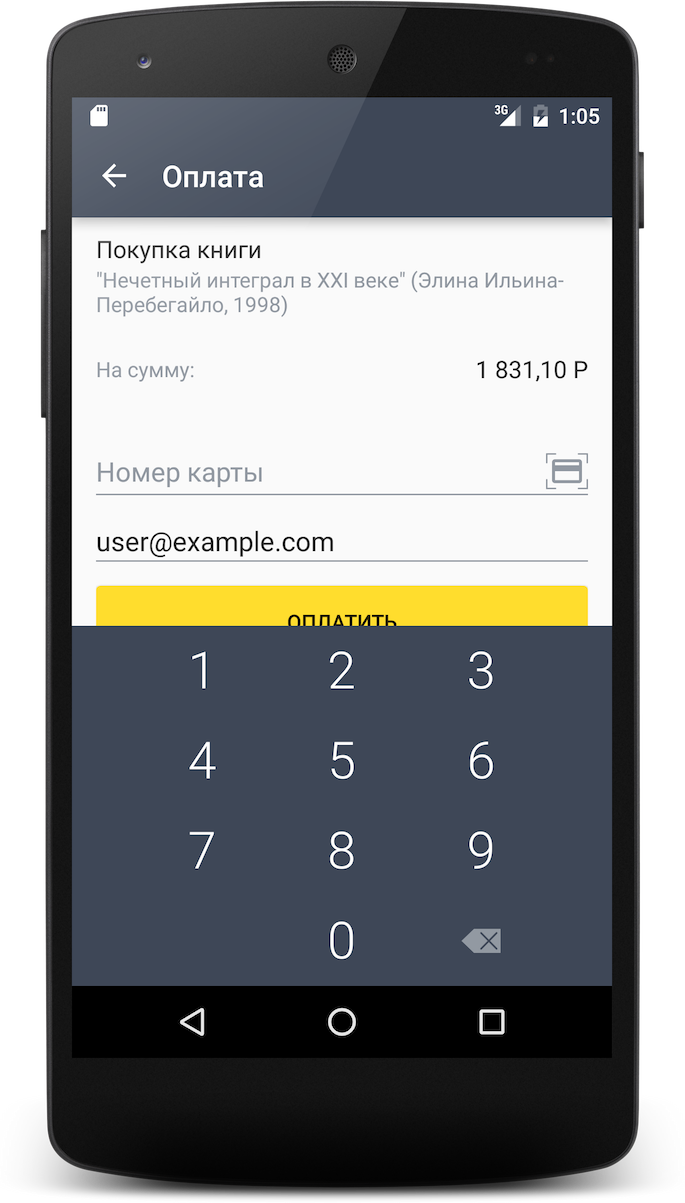 3G 1:05
Оплата
Покупка книги
"Нечетный интеграл в XXI веке" (Элина Ильина-
Перебегайло, 1998)
На сумму: 1 831,10 Р
Номер карты
user@example.com
ОПЛАТИТЬ
1 2 3
4 5 6
7 8 9
0